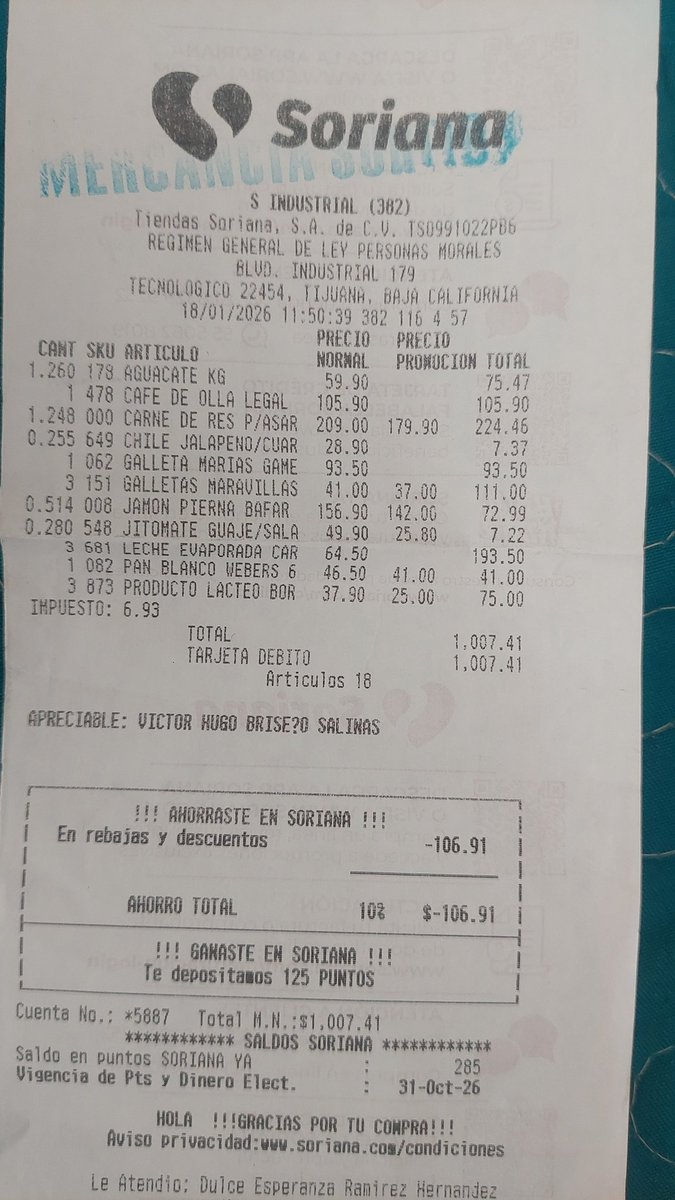 Soriana
MERCANCIA
S INDUSTRIAL (382)
Tiendas Soriana, S.A. de C.V. TSO991022PB6
REGIMEN GENERAL DE LEY PERSONAS MORALES
BLVD. INDUSTRIAL 179
TECNOLOGICO 22454, TIJUANA, BAJA CALIFORNIA
18/01/2026 11:50:39 382 116 4 57
PRECIO PRECIO
CANT SKU ARTICULO NORMAL PROMOCION TOTAL
1.260 178 AGUACATE KG 59.90 75.47
1 478 CAFE DE OLLA LEGAL 105.90 105.90
1.248 000 CARNE DE RES P/ASAR 209.00 179.90 224.46
0.255 649 CHILE JALAPENO/CUAR 28.90 7.37
1 062 GALLETA MARIAS GAME 93.50 93.50
3 151 GALLETAS MARAVILLAS 41.00 37.00 111.00
0.514 008 JAMON PIERNA BAFAR 156.90 142.00 72.99
0.280 548 JITOMATE GUAJE/SALA 49.90 25.80 7.22
3 681 LECHE EVAPORADA CAR 64.50 193.50
1 082 PAN BLANCO WEBERS 6 46.50 41.00 41.00
3 873 PRODUCTO LACTEO BOR 37.90 25.00 75.00
IMPUESTO: 6.93
TOTAL 1,007.41
TARJETA DEBITO 1,007.41
Articulos 18
APRECIABLE: VICTOR HUGO BRISE?O SALINAS
!!! AHORRASTE EN SORIANA !!!
En rebajas y descuentos -106.91
AHORRO TOTAL 10% $-106.91
!!! GANASTE EN SORIANA !!!
Te depositamos 125 PUNTOS
Cuenta No.: *5887 Total M.N.:$1,007.41
************ SALDOS SORIANA ************
Saldo en puntos SORIANA YA : 285
Vigencia de Pts y Dinero Elect. : 31-Oct-26
HOLA !!!GRACIAS POR TU COMPRA!!!
Aviso privacidad:www.soriana.com/condiciones
Le Atendio: Dulce Esperanza Ramirez Hernandez